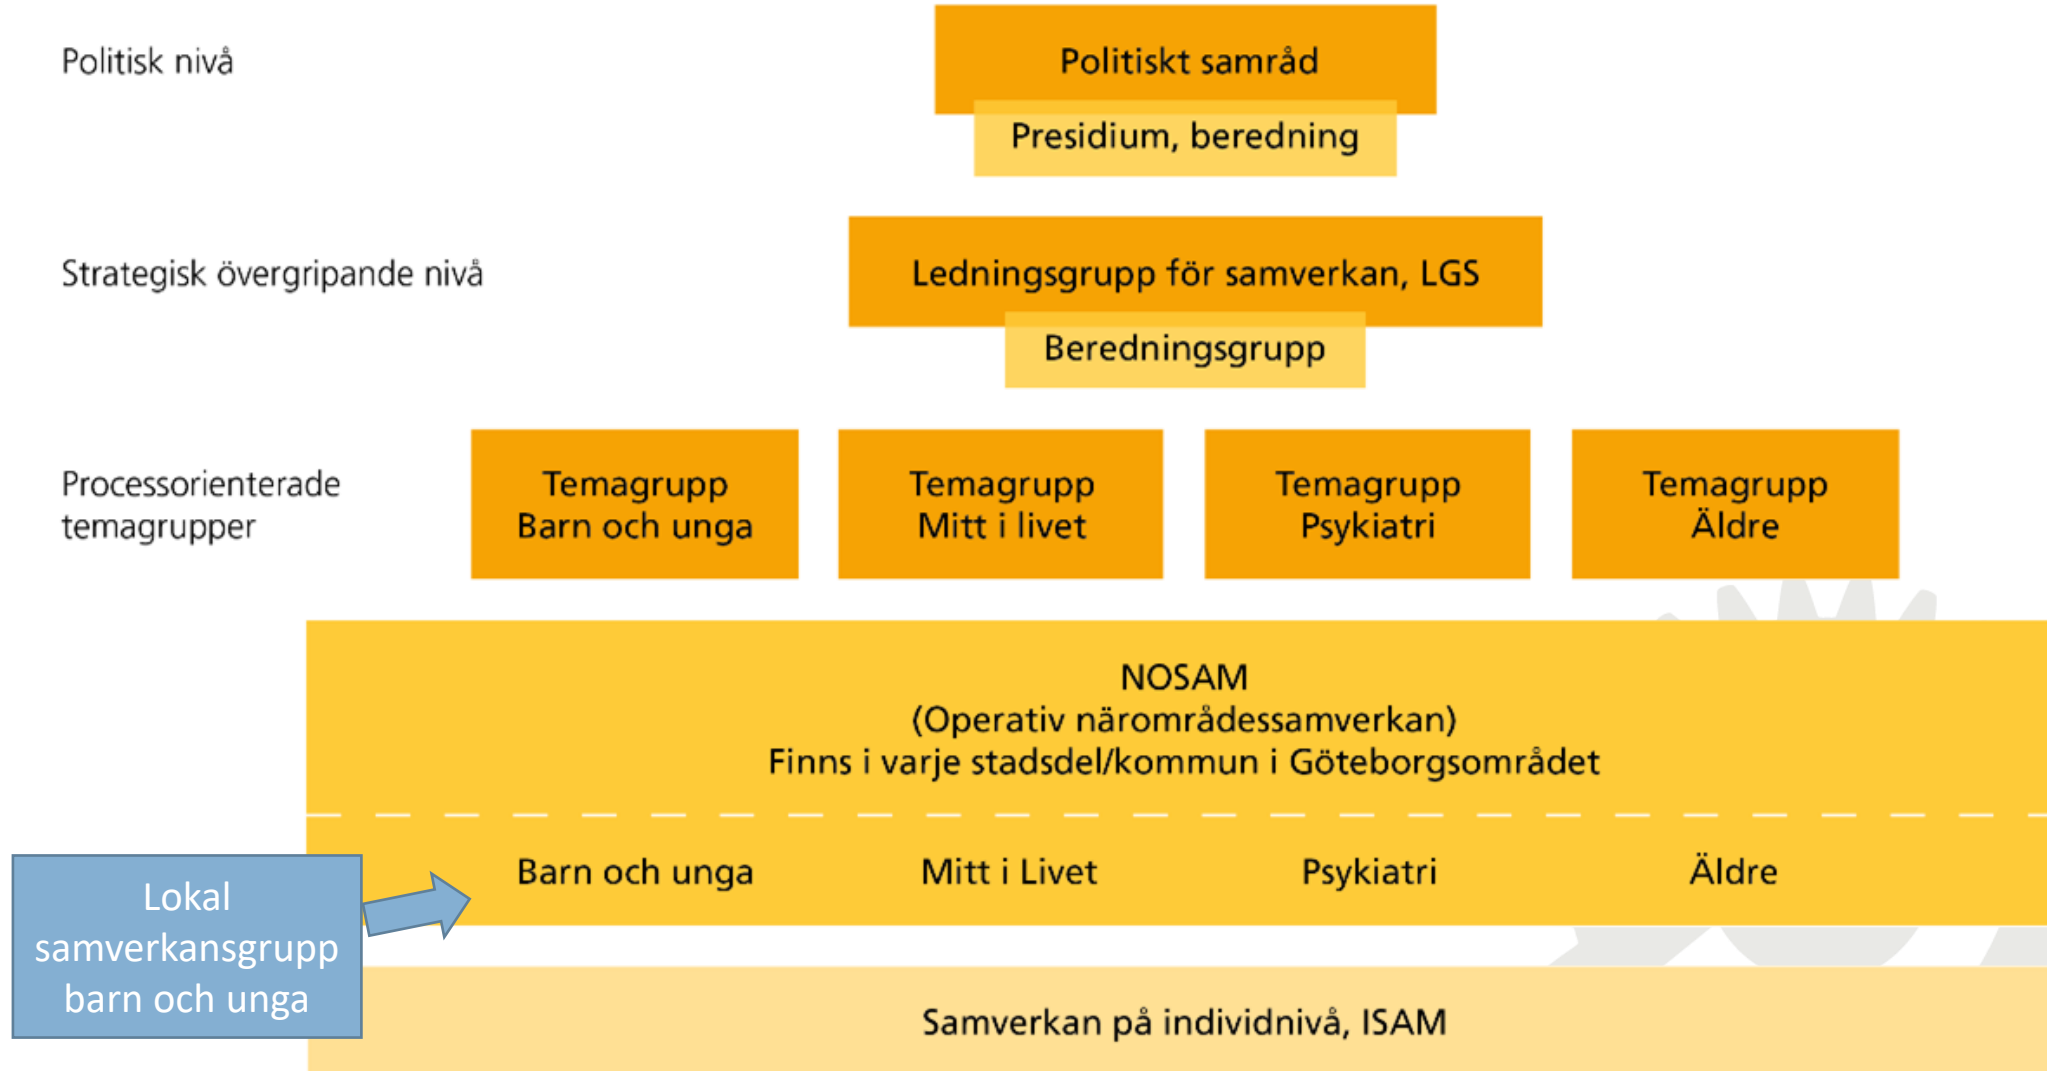 Politisk nivå
Politiskt samråd
Presidium, beredning
Strategisk övergripande nivå
Ledningsgrupp för samverkan, LGS
Beredningsgrupp
Processorienterade
temagrupper
Temagrupp
Barn och unga
Temagrupp
Mitt i livet
Temagrupp
Psykiatri
Temagrupp
Äldre
NOSAM
(Operativ närområdessamverkan)
Finns i varje stadsdel/kommun i Göteborgsområdet
Barn och unga
Mitt i Livet
Psykiatri
Äldre
Lokal
samverkansgrupp
barn och unga
Samverkan på individnivå, ISAM